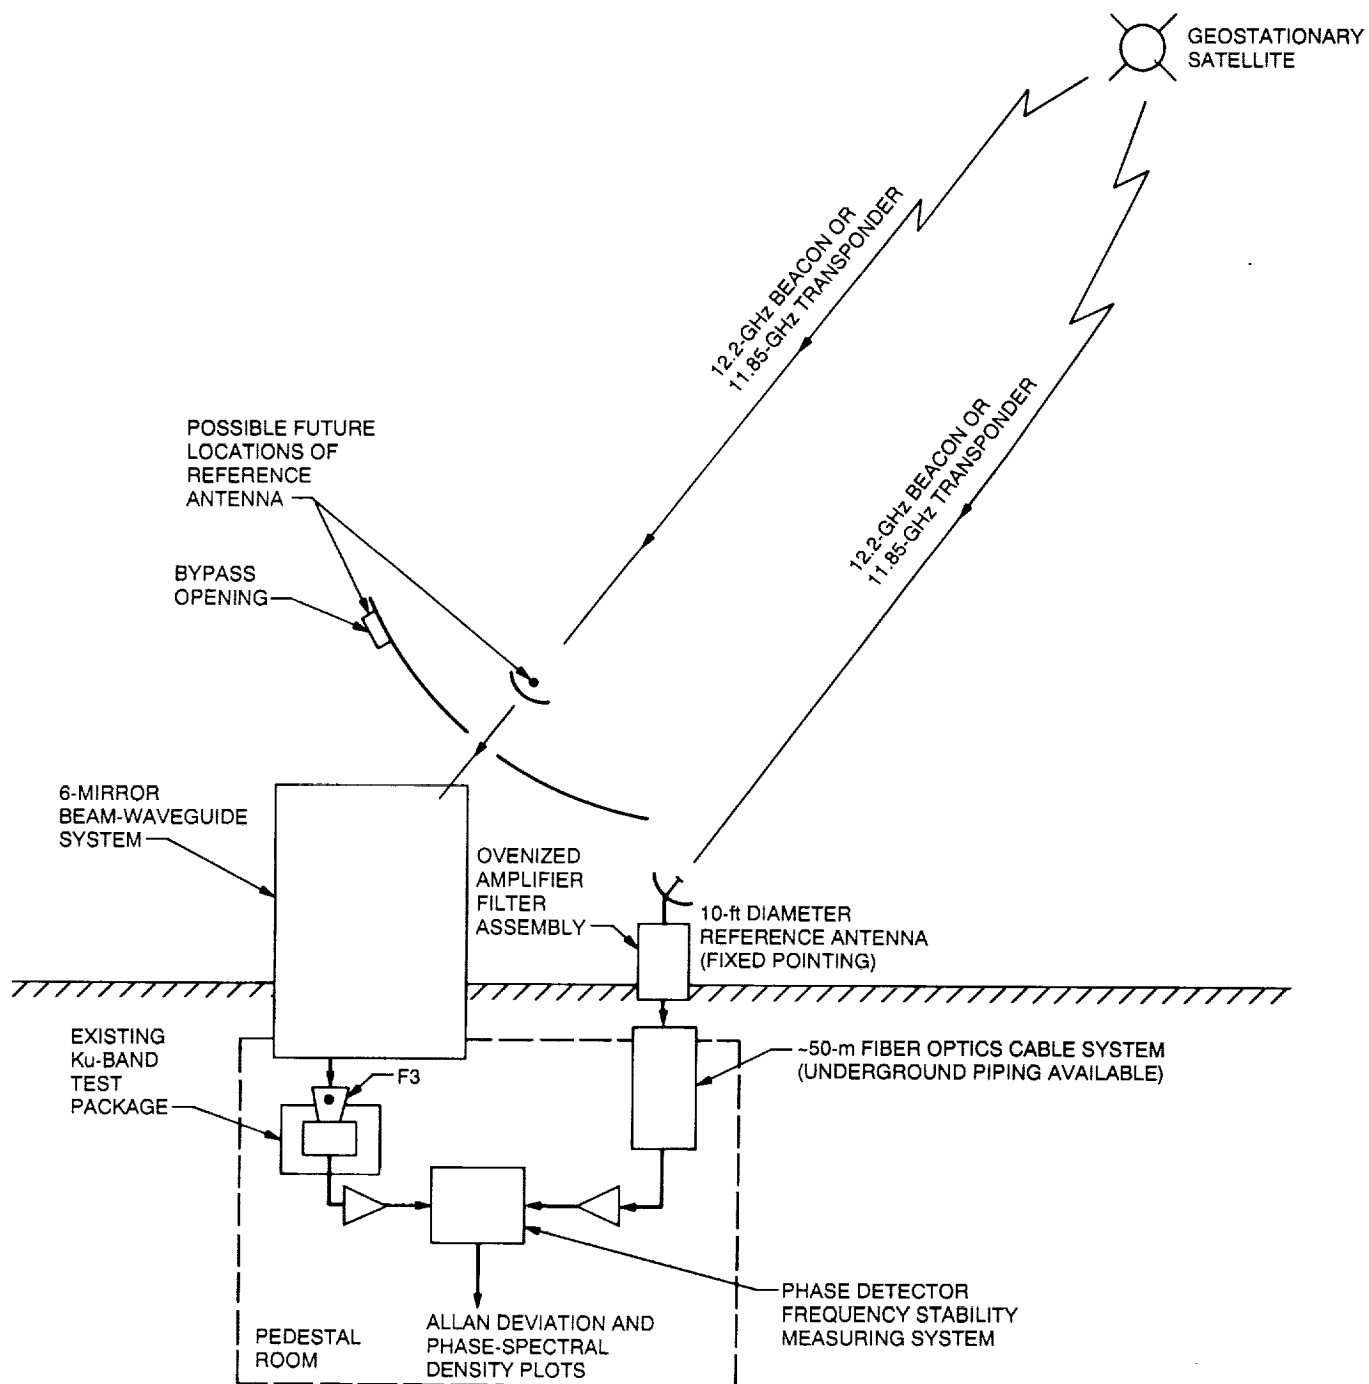 GEOSTATIONARY
SATELLITE
12.2-GHz BEACON OR
11.85-GHz TRANSPONDER
12.2-GHz BEACON OR
11.85-GHz TRANSPONDER
POSSIBLE FUTURE
LOCATIONS OF
REFERENCE
ANTENNA
BYPASS
OPENING
6-MIRROR
BEAM-WAVEGUIDE
SYSTEM
OVENIZED
AMPLIFIER
FILTER
ASSEMBLY
10-ft DIAMETER
REFERENCE ANTENNA
(FIXED POINTING)
EXISTING
Ku-BAND
TEST
PACKAGE
F3
~50-m FIBER OPTICS CABLE SYSTEM
(UNDERGROUND PIPING AVAILABLE)
PHASE DETECTOR
FREQUENCY STABILITY
MEASURING SYSTEM
ALLAN DEVIATION AND
PHASE-SPECTRAL
DENSITY PLOTS
PEDESTAL
ROOM